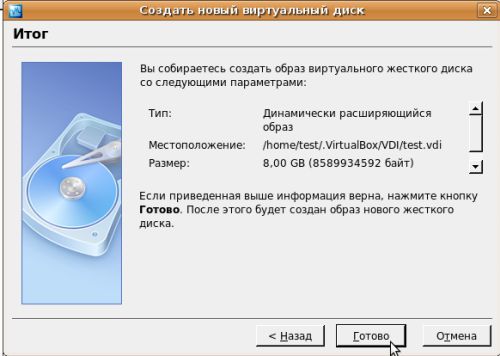 Создать новый виртуальный диск
Итог
Вы собираетесь создать образ виртуального жесткого диска
со следующими параметрами:
Тип: Динамически расширяющийся
образ
Местоположение: /home/test/.VirtualBox/VDI/test.vdi
Размер: 8,00 GB (8589934592 байт)
Если приведенная выше информация верна, нажмите кнопку
Готово. После этого будет создан образ нового жесткого
диска.
< Назад Готово Отмена